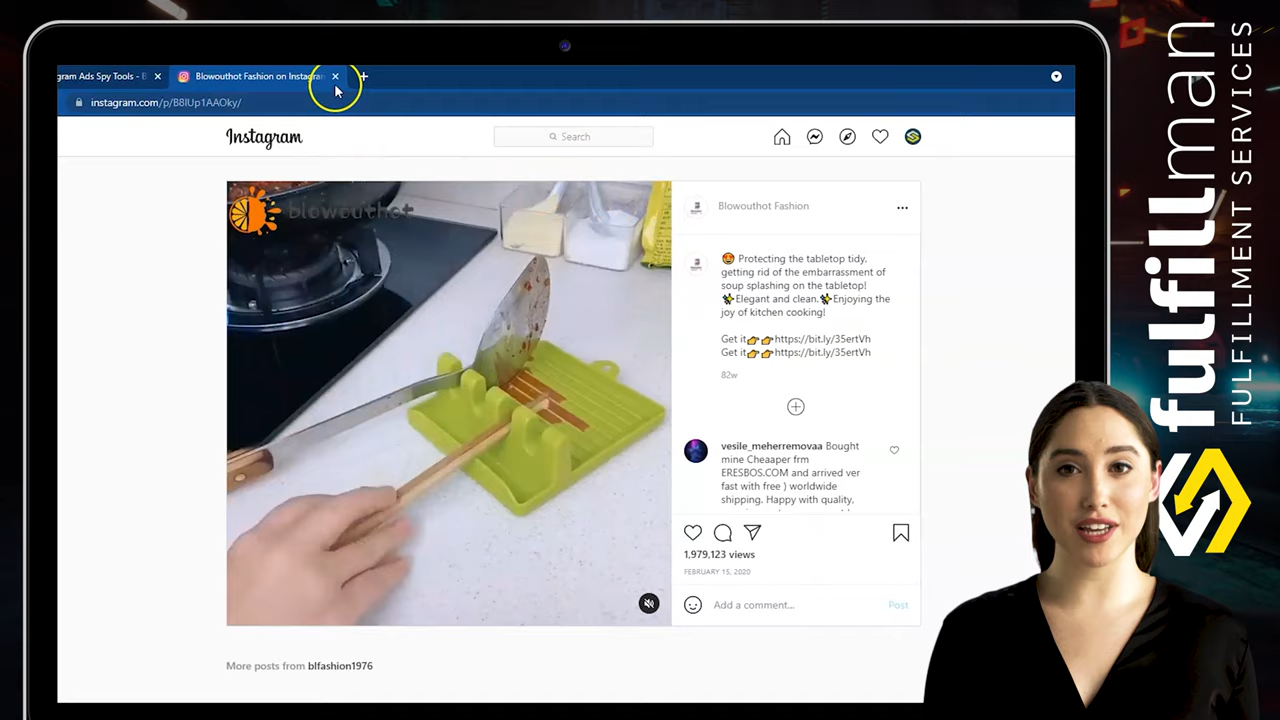 gram Ads Spy Tools - B
Blowouthot Fashion on Instagram
instagram.com/p/B8lUp1AAOky/
Instagram
Search
blowouthot
Blowouthot Fashion
Protecting the tabletop tidy,
getting rid of the embarrassment of
soup splashing on the tabletop!
✨Elegant and clean.✨Enjoying the
joy of kitchen cooking!
Get it👉👉https://bit.ly/35ertVh
Get it👉👉https://bit.ly/35ertVh
82w
vesile_meherremovaa Bought
mine Cheaaper frm
ERESBOS.COM and arrived ver
fast with free ) worldwide
shipping. Happy with quality.
1,979,123 views
FEBRUARY 15, 2020
Add a comment...
Post
More posts from blfashion1976
fulfillman
FULFILLMENT SERVICES